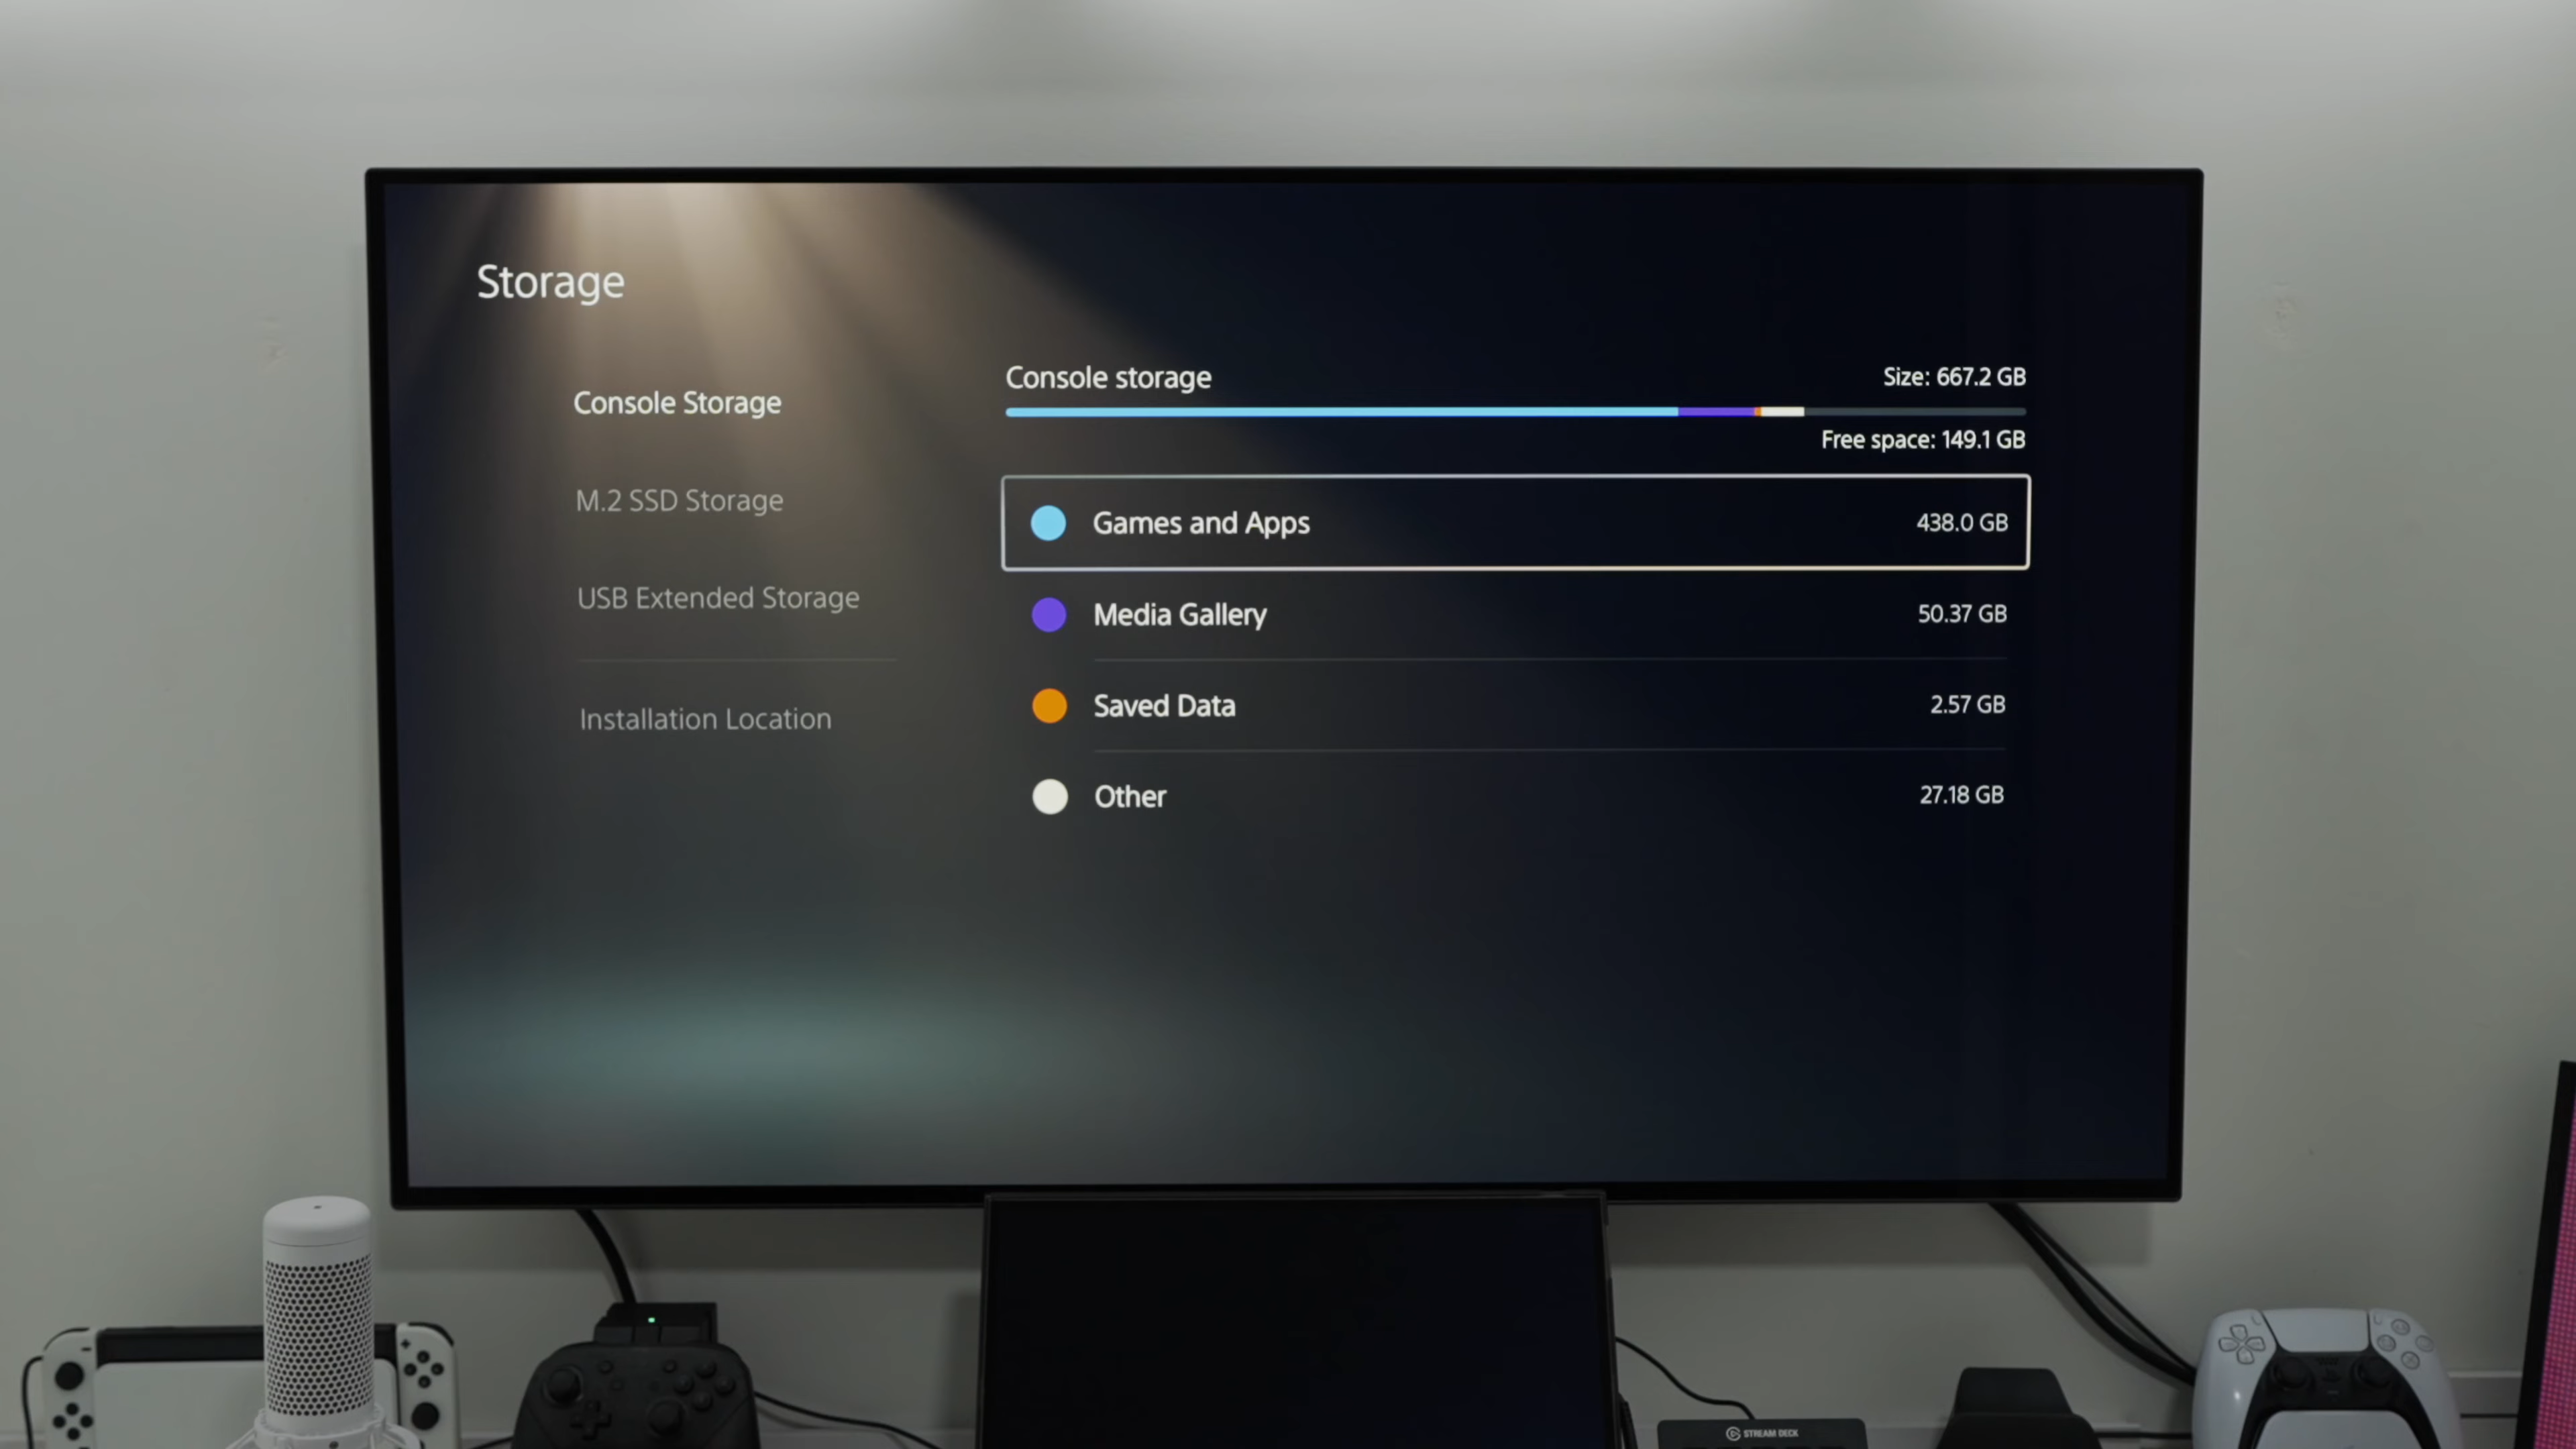 Storage
Console Storage
M.2 SSD Storage
USB Extended Storage
Installation Location
Console storage
Size: 667.2 GB
Free space: 149.1 GB
Games and Apps
438.0 GB
Media Gallery
50.37 GB
Saved Data
2.57 GB
Other
27.18 GB
STREAM DECK